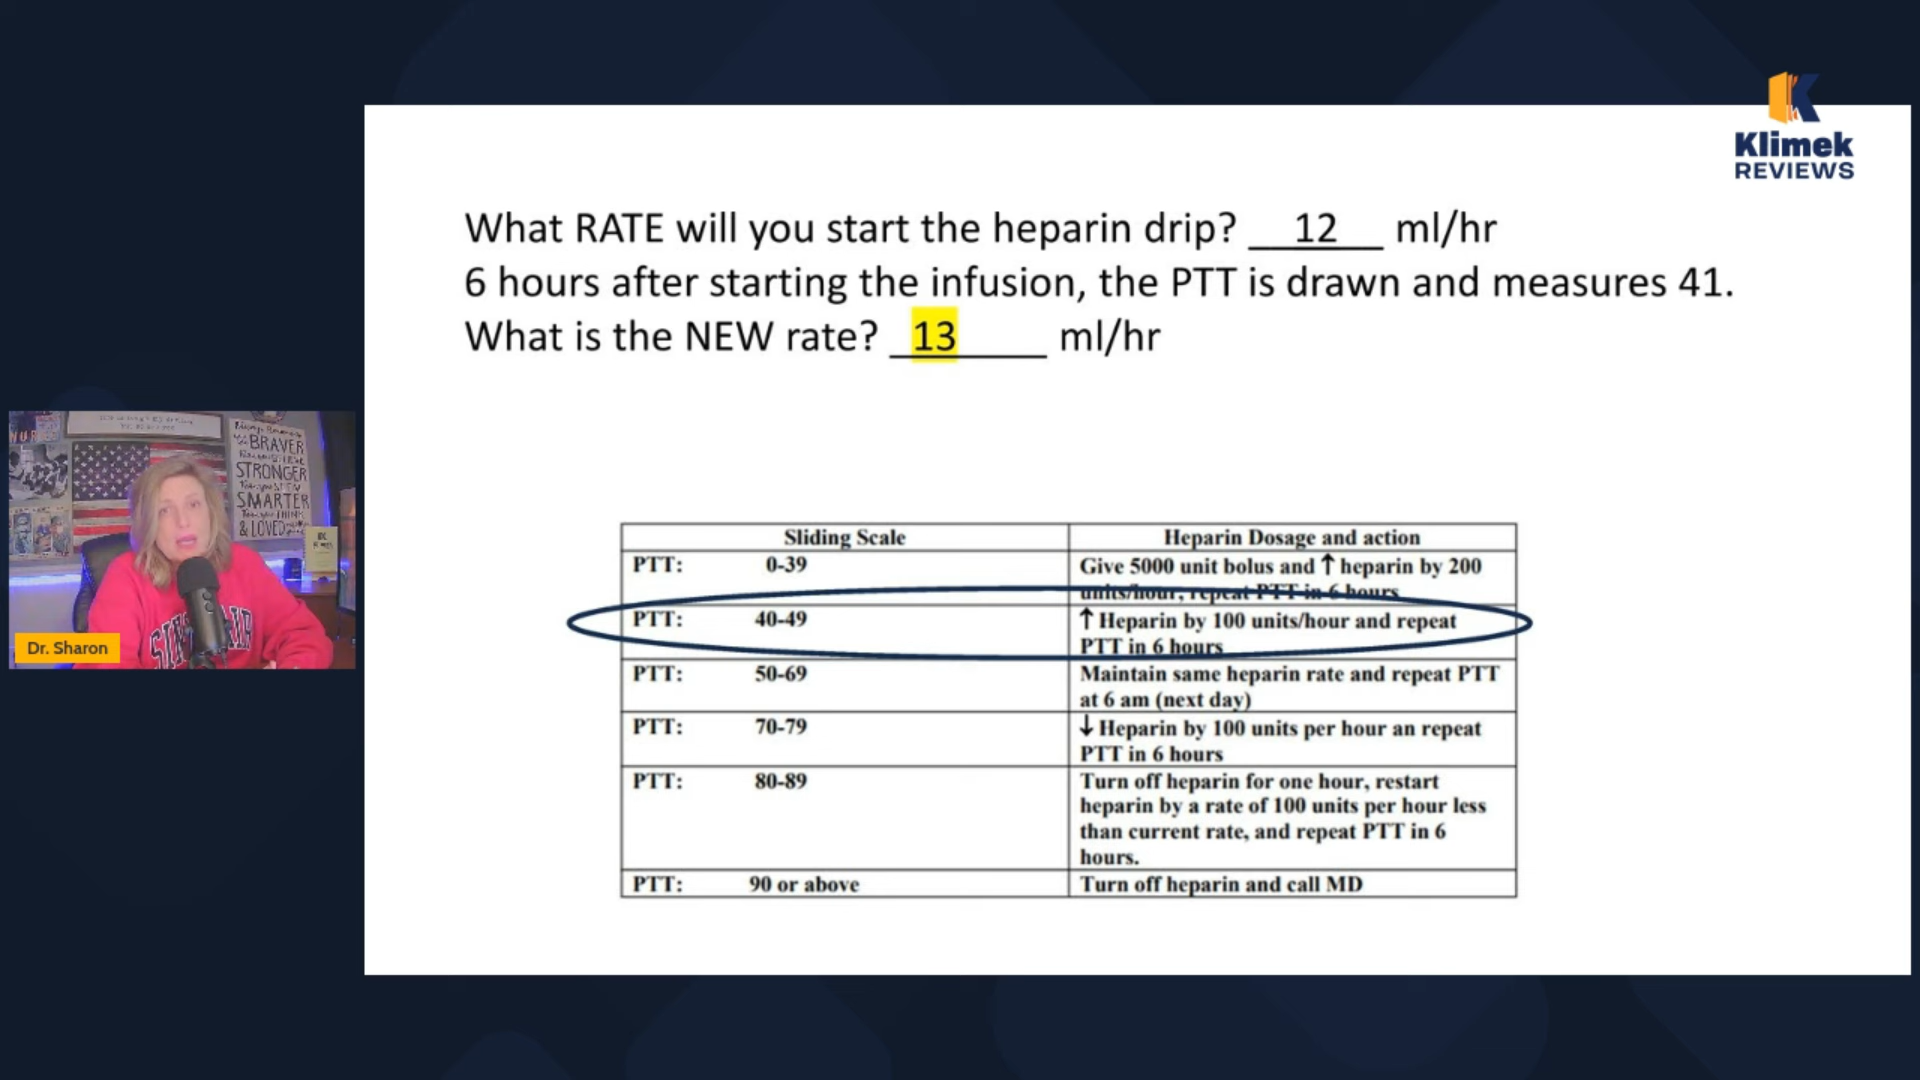 Klimek
REVIEWS
What RATE will you start the heparin drip? 12 ml/hr
6 hours after starting the infusion, the PTT is drawn and measures 41.
What is the NEW rate? 13 ml/hr
Sliding Scale Heparin Dosage and action
PTT: 0-39 Give 5000 unit bolus and ↑ heparin by 200
units/hour, repeat PTT in 6 hours
PTT: 40-49 ↑ Heparin by 100 units/hour and repeat
PTT in 6 hours
PTT: 50-69 Maintain same heparin rate and repeat PTT
at 6 am (next day)
PTT: 70-79 ↓ Heparin by 100 units per hour an repeat
PTT in 6 hours
PTT: 80-89 Turn off heparin for one hour, restart
heparin by a rate of 100 units per hour less
than current rate, and repeat PTT in 6
hours.
PTT: 90 or above Turn off heparin and call MD
BRAVER
STRONGER
SMARTER
& LOVED
Dr. Sharon